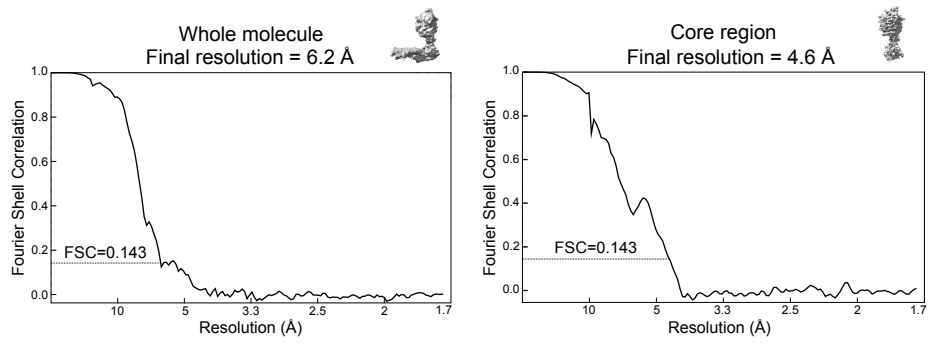 Whole molecule
Final resolution = 6.2 Å
Fourier Shell Correlation
1.0
0.8
0.6
0.4
0.2
0.0
FSC=0.143
10
5
3.3
2.5
2
1.7
Resolution (Å)
Core region
Final resolution = 4.6 Å
Fourier Shell Correlation
1.0
0.8
0.6
0.4
0.2
0.0
FSC=0.143
10
5
3.3
2.5
2
1.7
Resolution (Å)